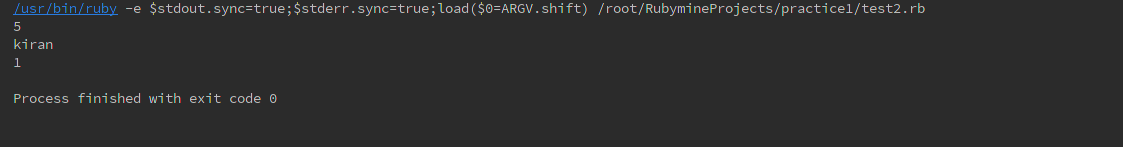 /usr/bin/ruby -e $stdout.sync=true;$stderr.sync=true;load($0=ARGV.shift) /root/RubymineProjects/practice1/test2.rb
5
kiran
1
Process finished with exit code 0